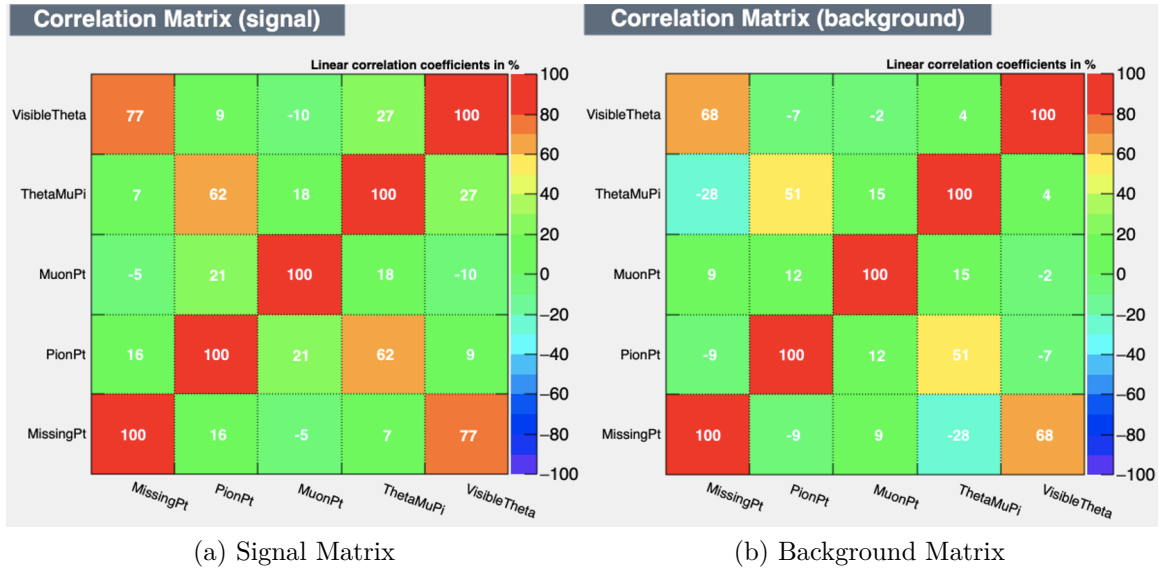 Correlation Matrix (signal)
Linear correlation coefficients in %
VisibleTheta 77 9 -10 27 100
ThetaMuPi 7 62 18 100 27
MuonPt -5 21 100 18 -10
PionPt 16 100 21 62 9
MissingPt 100 16 -5 7 77
MissingPt PionPt MuonPt ThetaMuPi VisibleTheta
100
80
60
40
20
0
−20
−40
−60
−80
−100
(a) Signal Matrix
Correlation Matrix (background)
Linear correlation coefficients in %
VisibleTheta 68 -7 -2 4 100
ThetaMuPi -28 51 15 100 4
MuonPt 9 12 100 15 -2
PionPt -9 100 12 51 -7
MissingPt 100 -9 9 -28 68
MissingPt PionPt MuonPt ThetaMuPi VisibleTheta
100
80
60
40
20
0
−20
−40
−60
−80
−100
(b) Background Matrix